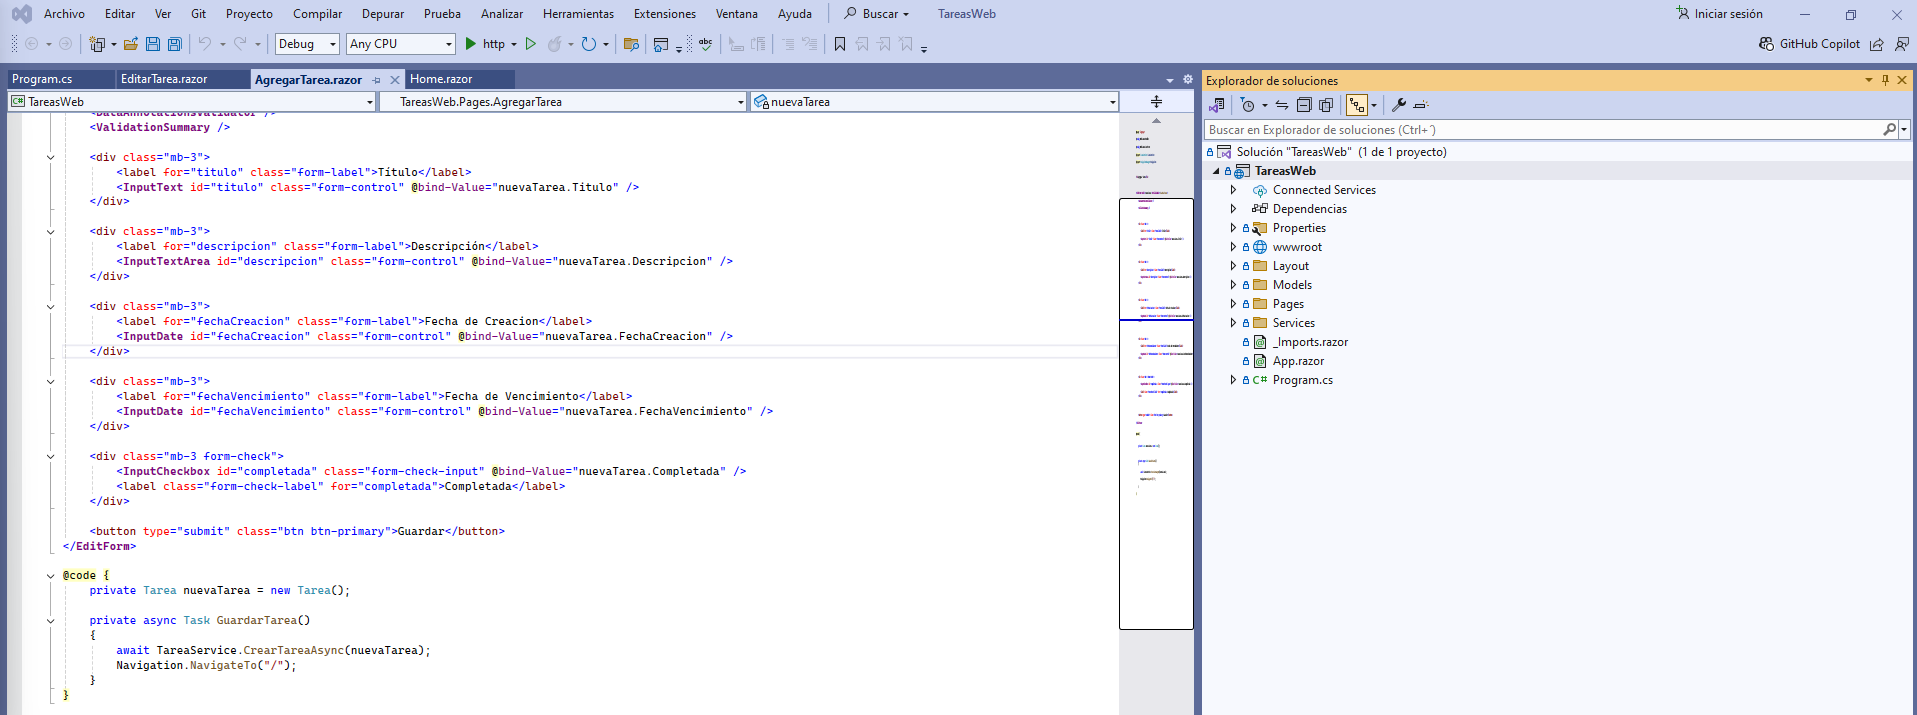 Archivo Editar Ver Git Proyecto Compilar Depurar Prueba Analizar Herramientas Extensiones Ventana Ayuda Buscar TareasWeb Iniciar sesión
Debug Any CPU http abc GitHub Copilot
Program.cs EditarTarea.razor AgregarTarea.razor Home.razor
TareasWeb TareasWeb.Pages.AgregarTarea nuevaTarea
<DataAnnotationsValidator />
<ValidationSummary />
<div class="mb-3">
<label for="titulo" class="form-label">Título</label>
<InputText id="titulo" class="form-control" @bind-Value="nuevaTarea.Titulo" />
</div>
<div class="mb-3">
<label for="descripcion" class="form-label">Descripción</label>
<InputTextArea id="descripcion" class="form-control" @bind-Value="nuevaTarea.Descripcion" />
</div>
<div class="mb-3">
<label for="fechaCreacion" class="form-label">Fecha de Creacion</label>
<InputDate id="fechaCreacion" class="form-control" @bind-Value="nuevaTarea.FechaCreacion" />
</div>
<div class="mb-3">
<label for="fechaVencimiento" class="form-label">Fecha de Vencimiento</label>
<InputDate id="fechaVencimiento" class="form-control" @bind-Value="nuevaTarea.FechaVencimiento" />
</div>
<div class="mb-3 form-check">
<InputCheckbox id="completada" class="form-check-input" @bind-Value="nuevaTarea.Completada" />
<label class="form-check-label" for="completada">Completada</label>
</div>
<button type="submit" class="btn btn-primary">Guardar</button>
</EditForm>
@code {
private Tarea nuevaTarea = new Tarea();
private async Task GuardarTarea()
{
await TareaService.CrearTareaAsync(nuevaTarea);
Navigation.NavigateTo("/");
}
}
Explorador de soluciones
Buscar en Explorador de soluciones (Ctrl+´)
Solución "TareasWeb" (1 de 1 proyecto)
TareasWeb
Connected Services
Dependencias
Properties
wwwroot
Layout
Models
Pages
Services
_Imports.razor
App.razor
C# Program.cs